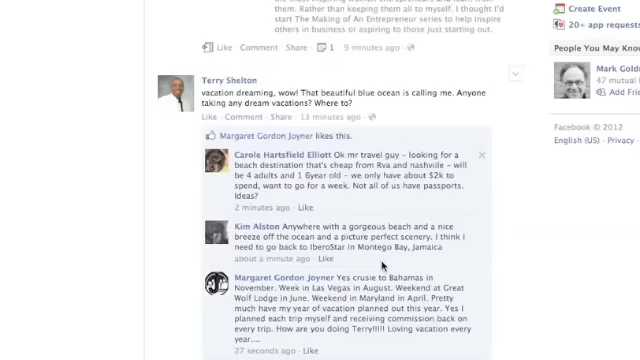 them. Rather than keeping them all to myself. I thought I'd
start The Making of An Entrepreneur series to help inspire
others in business or aspiring to those just starting out.
Like · Comment · Share · 1 · 9 minutes ago ·
Create Event
20+ app requests
People You May Know
Mark Golds
47 mutual f
Add Frie
Facebook © 2012
English (US) · Privacy ·
Terry Shelton
vacation dreaming, wow! That beautiful blue ocean is calling me. Anyone
taking any dream vacations? Where to?
Like · Comment · Share · 13 minutes ago ·
Margaret Gordon Joyner likes this.
Carole Hartsfield Elliott Ok mr travel guy - looking for a
beach destination that's cheap from Rva and nashville - will
be 4 adults and 1 6year old - we only have about $2k to
spend, want to go for a week. Not all of us have passports.
Ideas?
2 minutes ago · Like
Kim Alston Anywhere with a gorgeous beach and a nice
breeze off the ocean and a picture perfect scenery. I think I
need to go back to IberoStar in Montego Bay, Jamaica
about a minute ago · Like
Margaret Gordon Joyner Yes crusie to Bahamas in
November. Week in Las Vegas in August. Weekend at Great
Wolf Lodge in June. Weekend in Maryland in April. Pretty
much have my year of vacation planned out this year. Yes I
planned each trip myself and receiving commission back on
every trip. How are you doing Terry!!!!! Loving vacation every
year....
27 seconds ago · Like